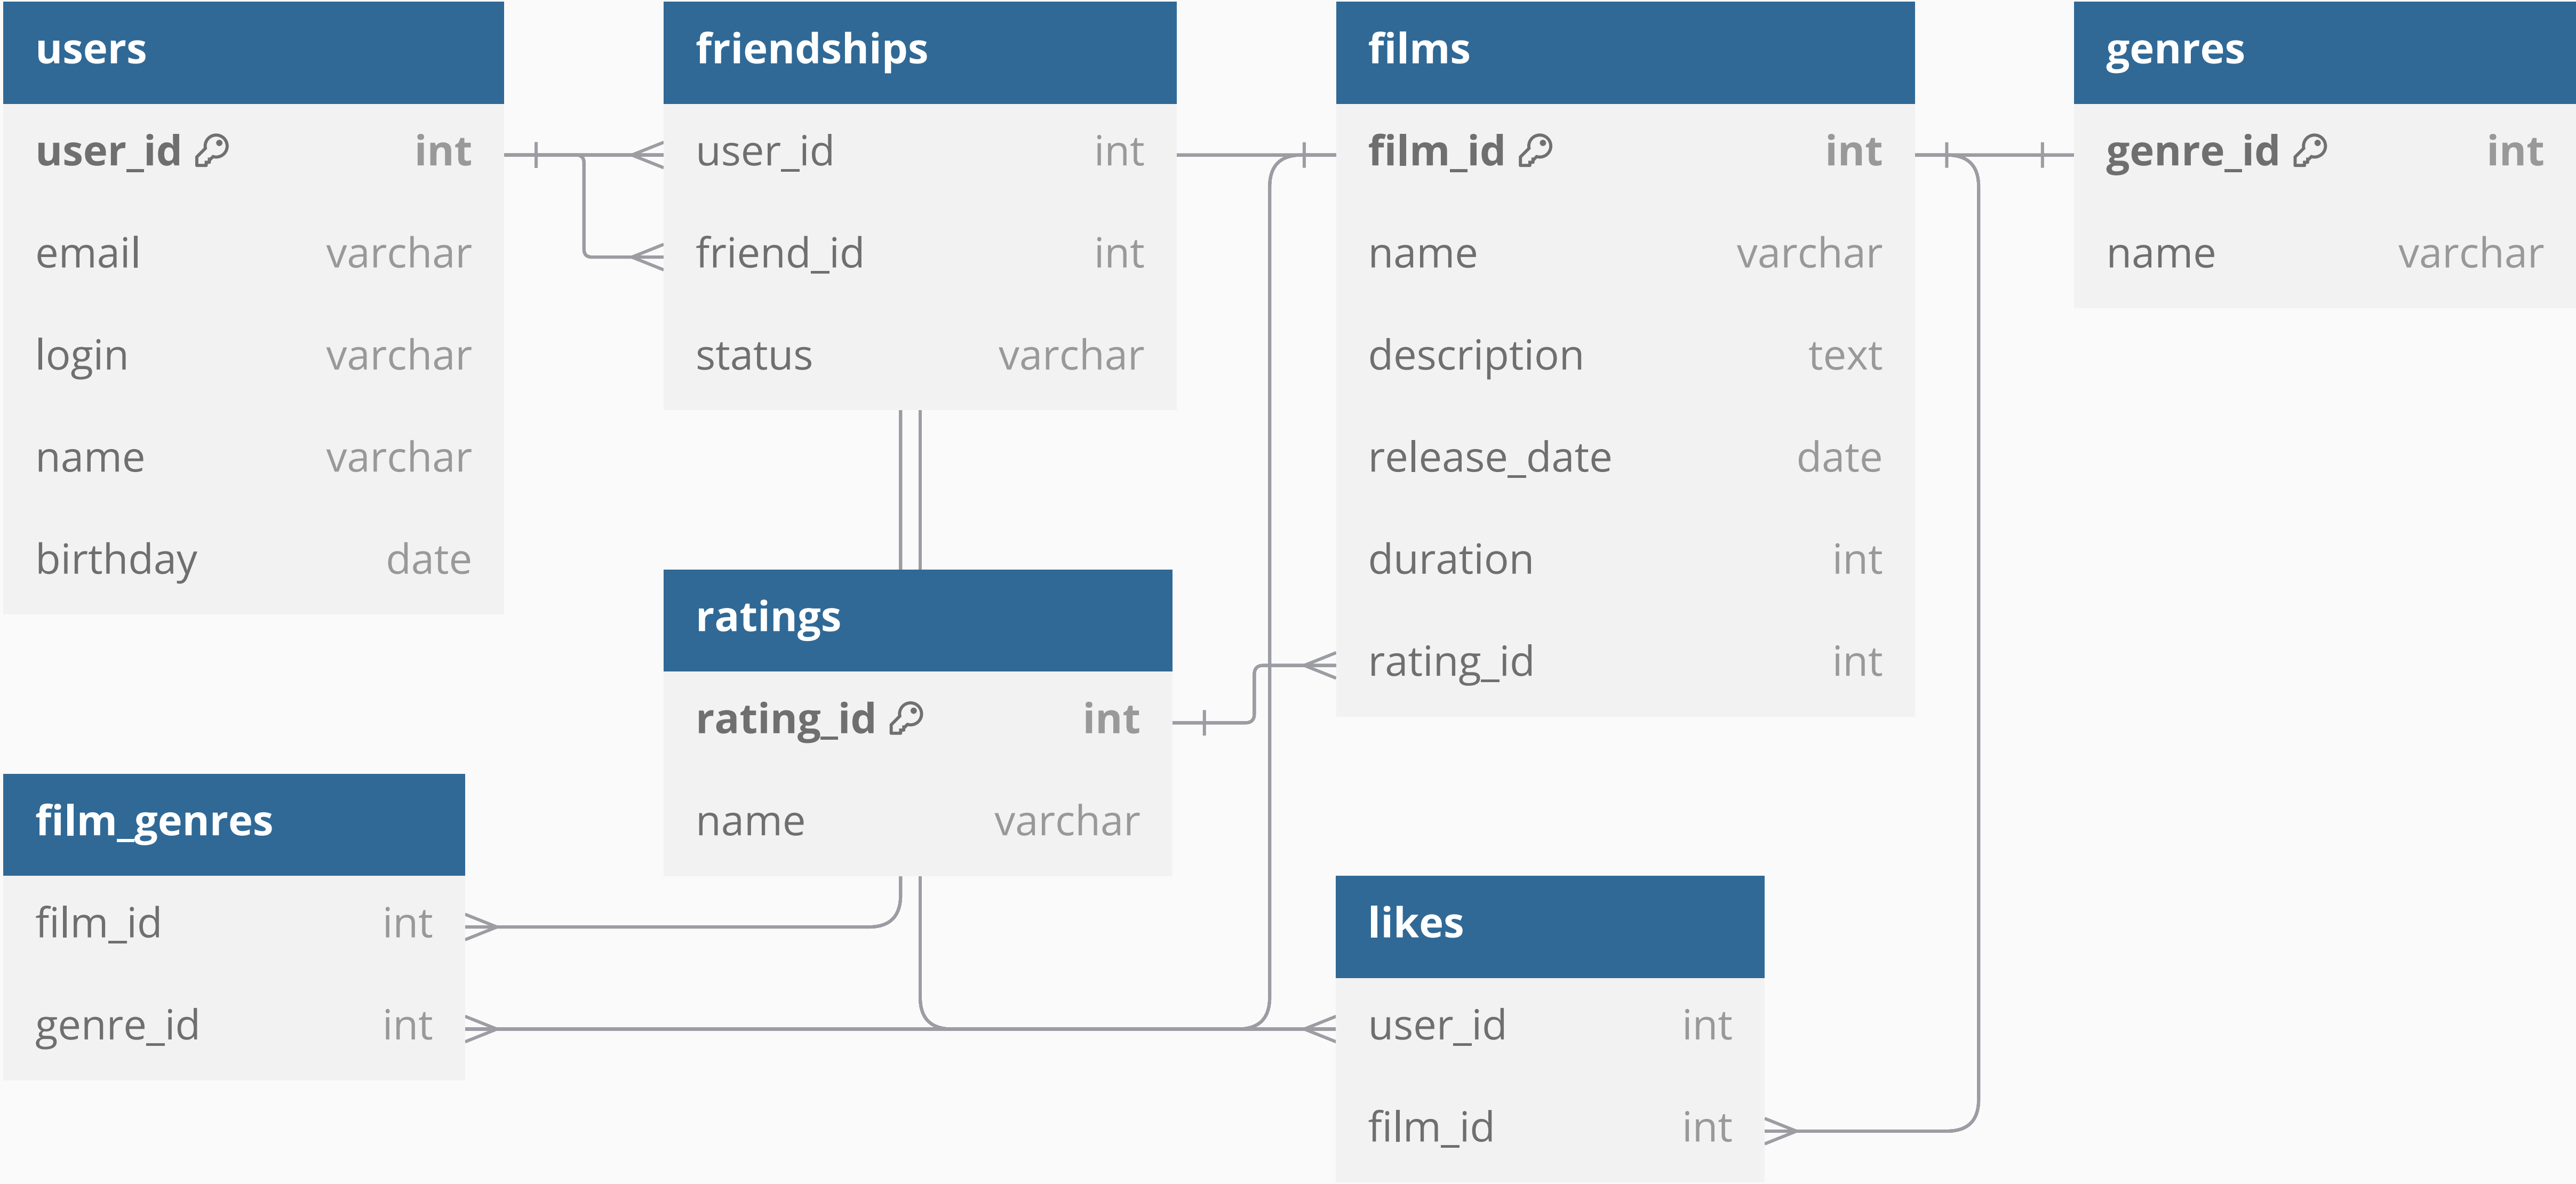 users
user_id int
email varchar
login varchar
name varchar
birthday date
friendships
user_id int
friend_id int
status varchar
films
film_id int
name varchar
description text
release_date date
duration int
rating_id int
genres
genre_id int
name varchar
ratings
rating_id int
name varchar
film_genres
film_id int
genre_id int
likes
user_id int
film_id int